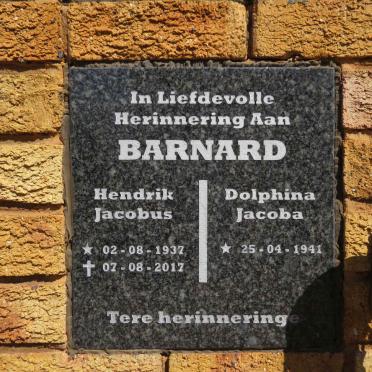 In Liefdevolle
Herinnering Aan
BARNARD
Hendrik
Jacobus
★ 02-08-1937
✝ 07-08-2017
Dolphina
Jacoba
★ 25-04-1941
Tere herinneringe